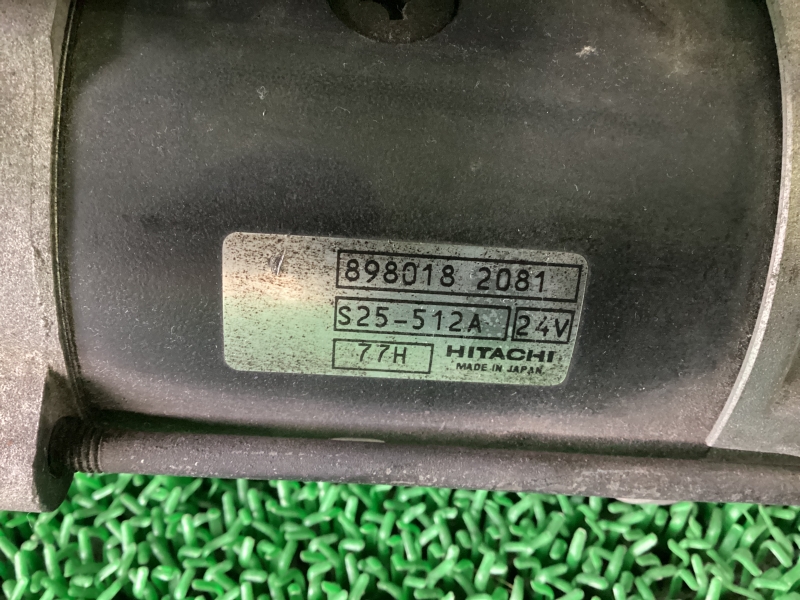 898018 2081
S25-512A 24V
77H HITACHI
MADE IN JAPAN